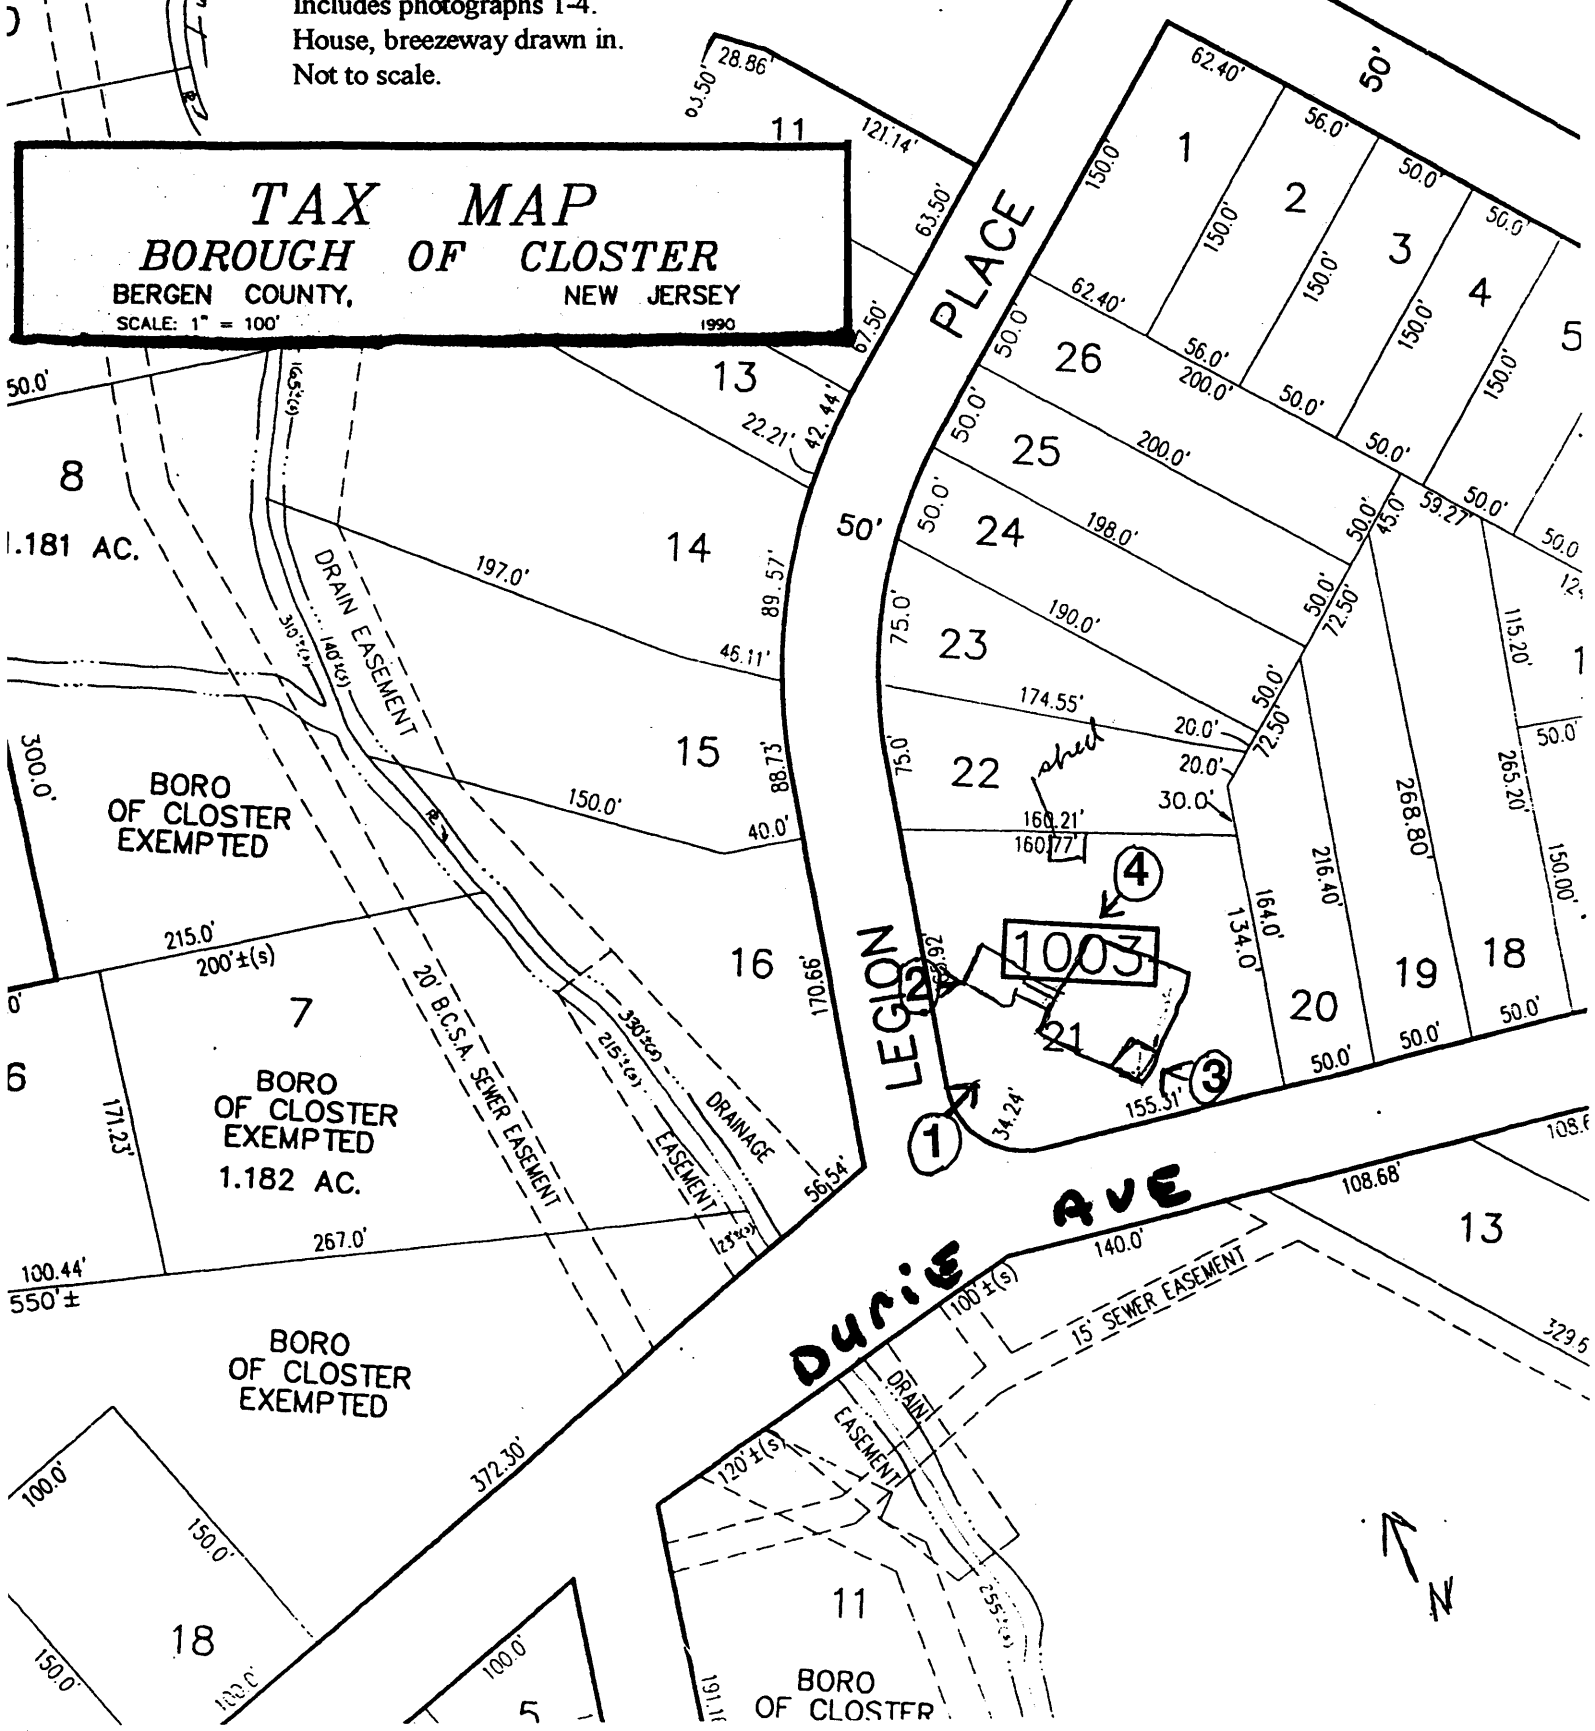 Includes photographs 1-4.
House, breezeway drawn in.
Not to scale.
TAX MAP
BOROUGH OF CLOSTER
BERGEN COUNTY, NEW JERSEY
SCALE: 1" = 100' 1990
28.86'
11
121.14'
63.50'
67.50'
PLACE
50'
62.40'
56.0'
50.0'
50.0'
1
2
3
4
5
150.0'
150.0'
150.0'
150.0'
150.0'
62.40'
56.0'
200.0'
50.0'
50.0'
50.0'
59.27'
45.0'
50.0'
26
50.0'
25
50.0'
200.0'
24
50.0'
198.0'
50.0'
50.0'
72.50'
23
75.0'
190.0'
50.0'
72.50'
174.55'
20.0'
20.0'
30.0'
22
75.0'
shed
160.21'
160.77'
13
22.21'
42.44'
50'
14
89.57'
197.0'
46.11'
15
88.73'
150.0'
40.0'
16
170.66'
LEGION
50.0'
8
1.181 AC.
16.5'±(s)
DRAIN EASEMENT
310'±(s)
140'±(s)
300.0'
BORO
OF CLOSTER
EXEMPTED
215.0'
200'±(s)
7
BORO
OF CLOSTER
EXEMPTED
1.182 AC.
171.23'
6
267.0'
100.44'
550'±
20' B.C.S.A. SEWER EASEMENT
330'±(s)
215'±(s)
DRAINAGE
EASEMENT
56.54'
BORO
OF CLOSTER
EXEMPTED
372.30'
100.0'
150.0'
18
150.0'
100.0'
100.0'
5
4
1003
2
21
3
1
34.24'
155.31'
164.0'
134.0'
216.40'
268.80'
115.20'
265.20'
150.00'
50.0'
20
19
18
50.0'
50.0'
50.0'
DURIE AVE
108.68'
140.0'
13
100'±(s)
15' SEWER EASEMENT
DRAIN
EASEMENT
120'±(s)
255'±(s)
11
BORO
OF CLOSTER
N